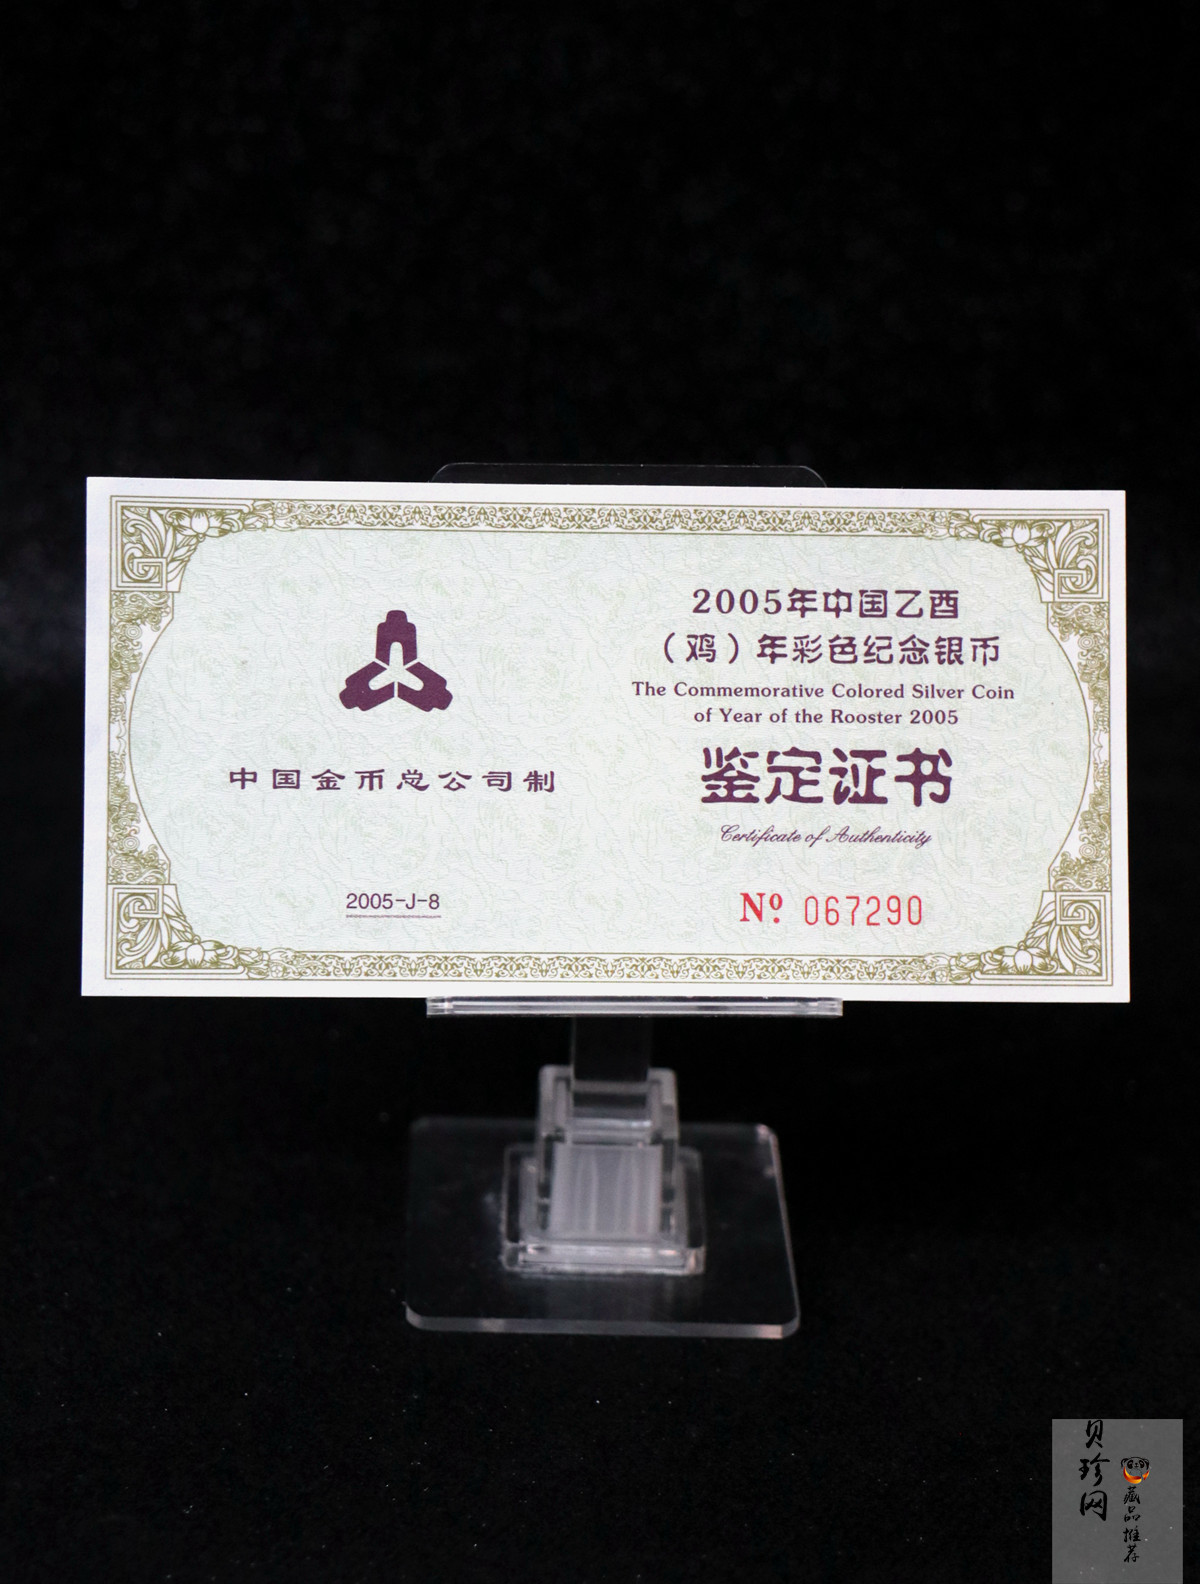 中国金币总公司制
2005-J-8
2005年中国乙酉
（鸡）年彩色纪念银币
The Commemorative Colored Silver Coin
of Year of the Rooster 2005
鉴定证书
Certificate of Authenticity
Nº 067290
贝珍网
藏品推荐